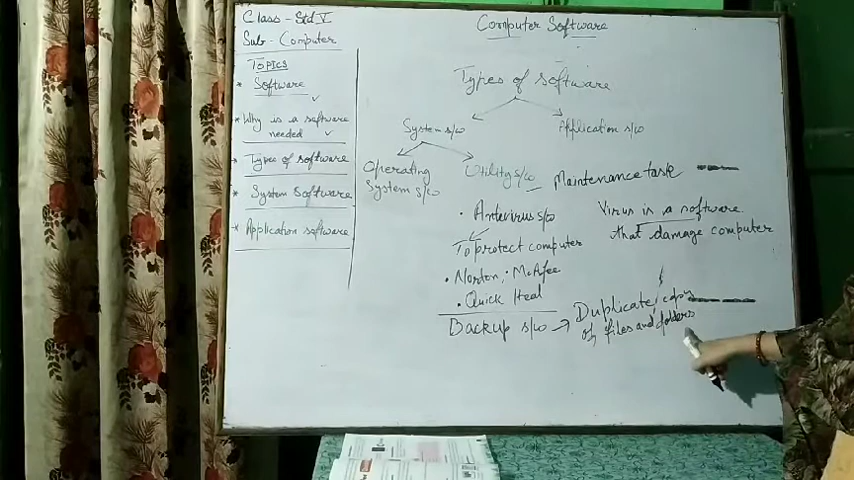 Class - Std V
Sub - Computer
Topics
* Software
* Why is a software
needed
* Types of software
* System Software
* Application software
Computer Software
Types of software
System s/w
Application s/w
Operating
System s/w
Utility s/w
Maintenance task
• Antivirus s/w
To protect computer
• Norton, • McAfee
• Quick Heal
Virus is a software
that damage computer
Backup s/w → Duplicate copy
of files and folders